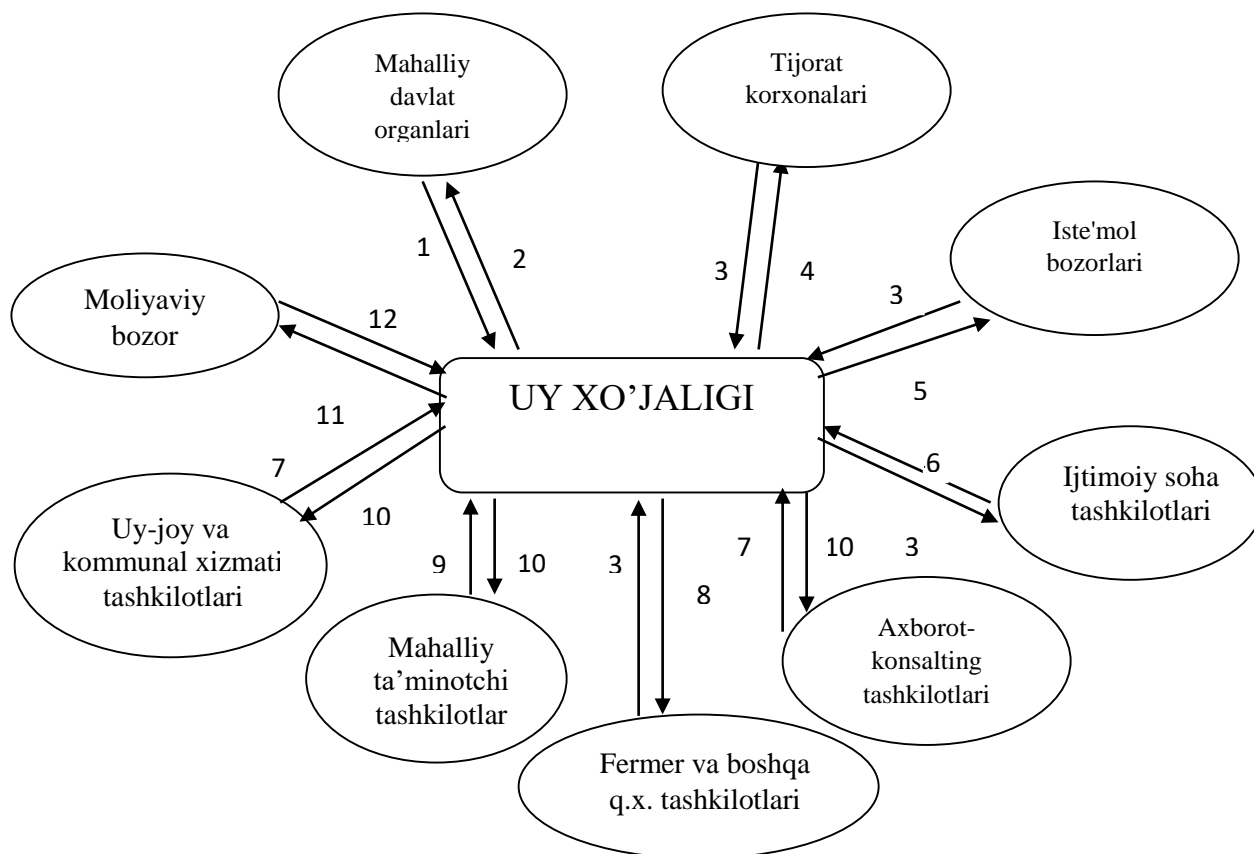 Mahalliy
davlat
organlari
Tijorat
korxonalari
Iste'mol
bozorlari
Moliyaviy
bozor
1
2
3
4
3
12
UY XO’JALIGI
5
11
7
6
10
Ijtimoiy soha
tashkilotlari
Uy-joy va
kommunal xizmati
tashkilotlari
9
10
3
8
7
10
3
Mahalliy
ta’minotchi
tashkilotlar
Axborot-
konsalting
tashkilotlari
Fermer va boshqa
q.x. tashkilotlari